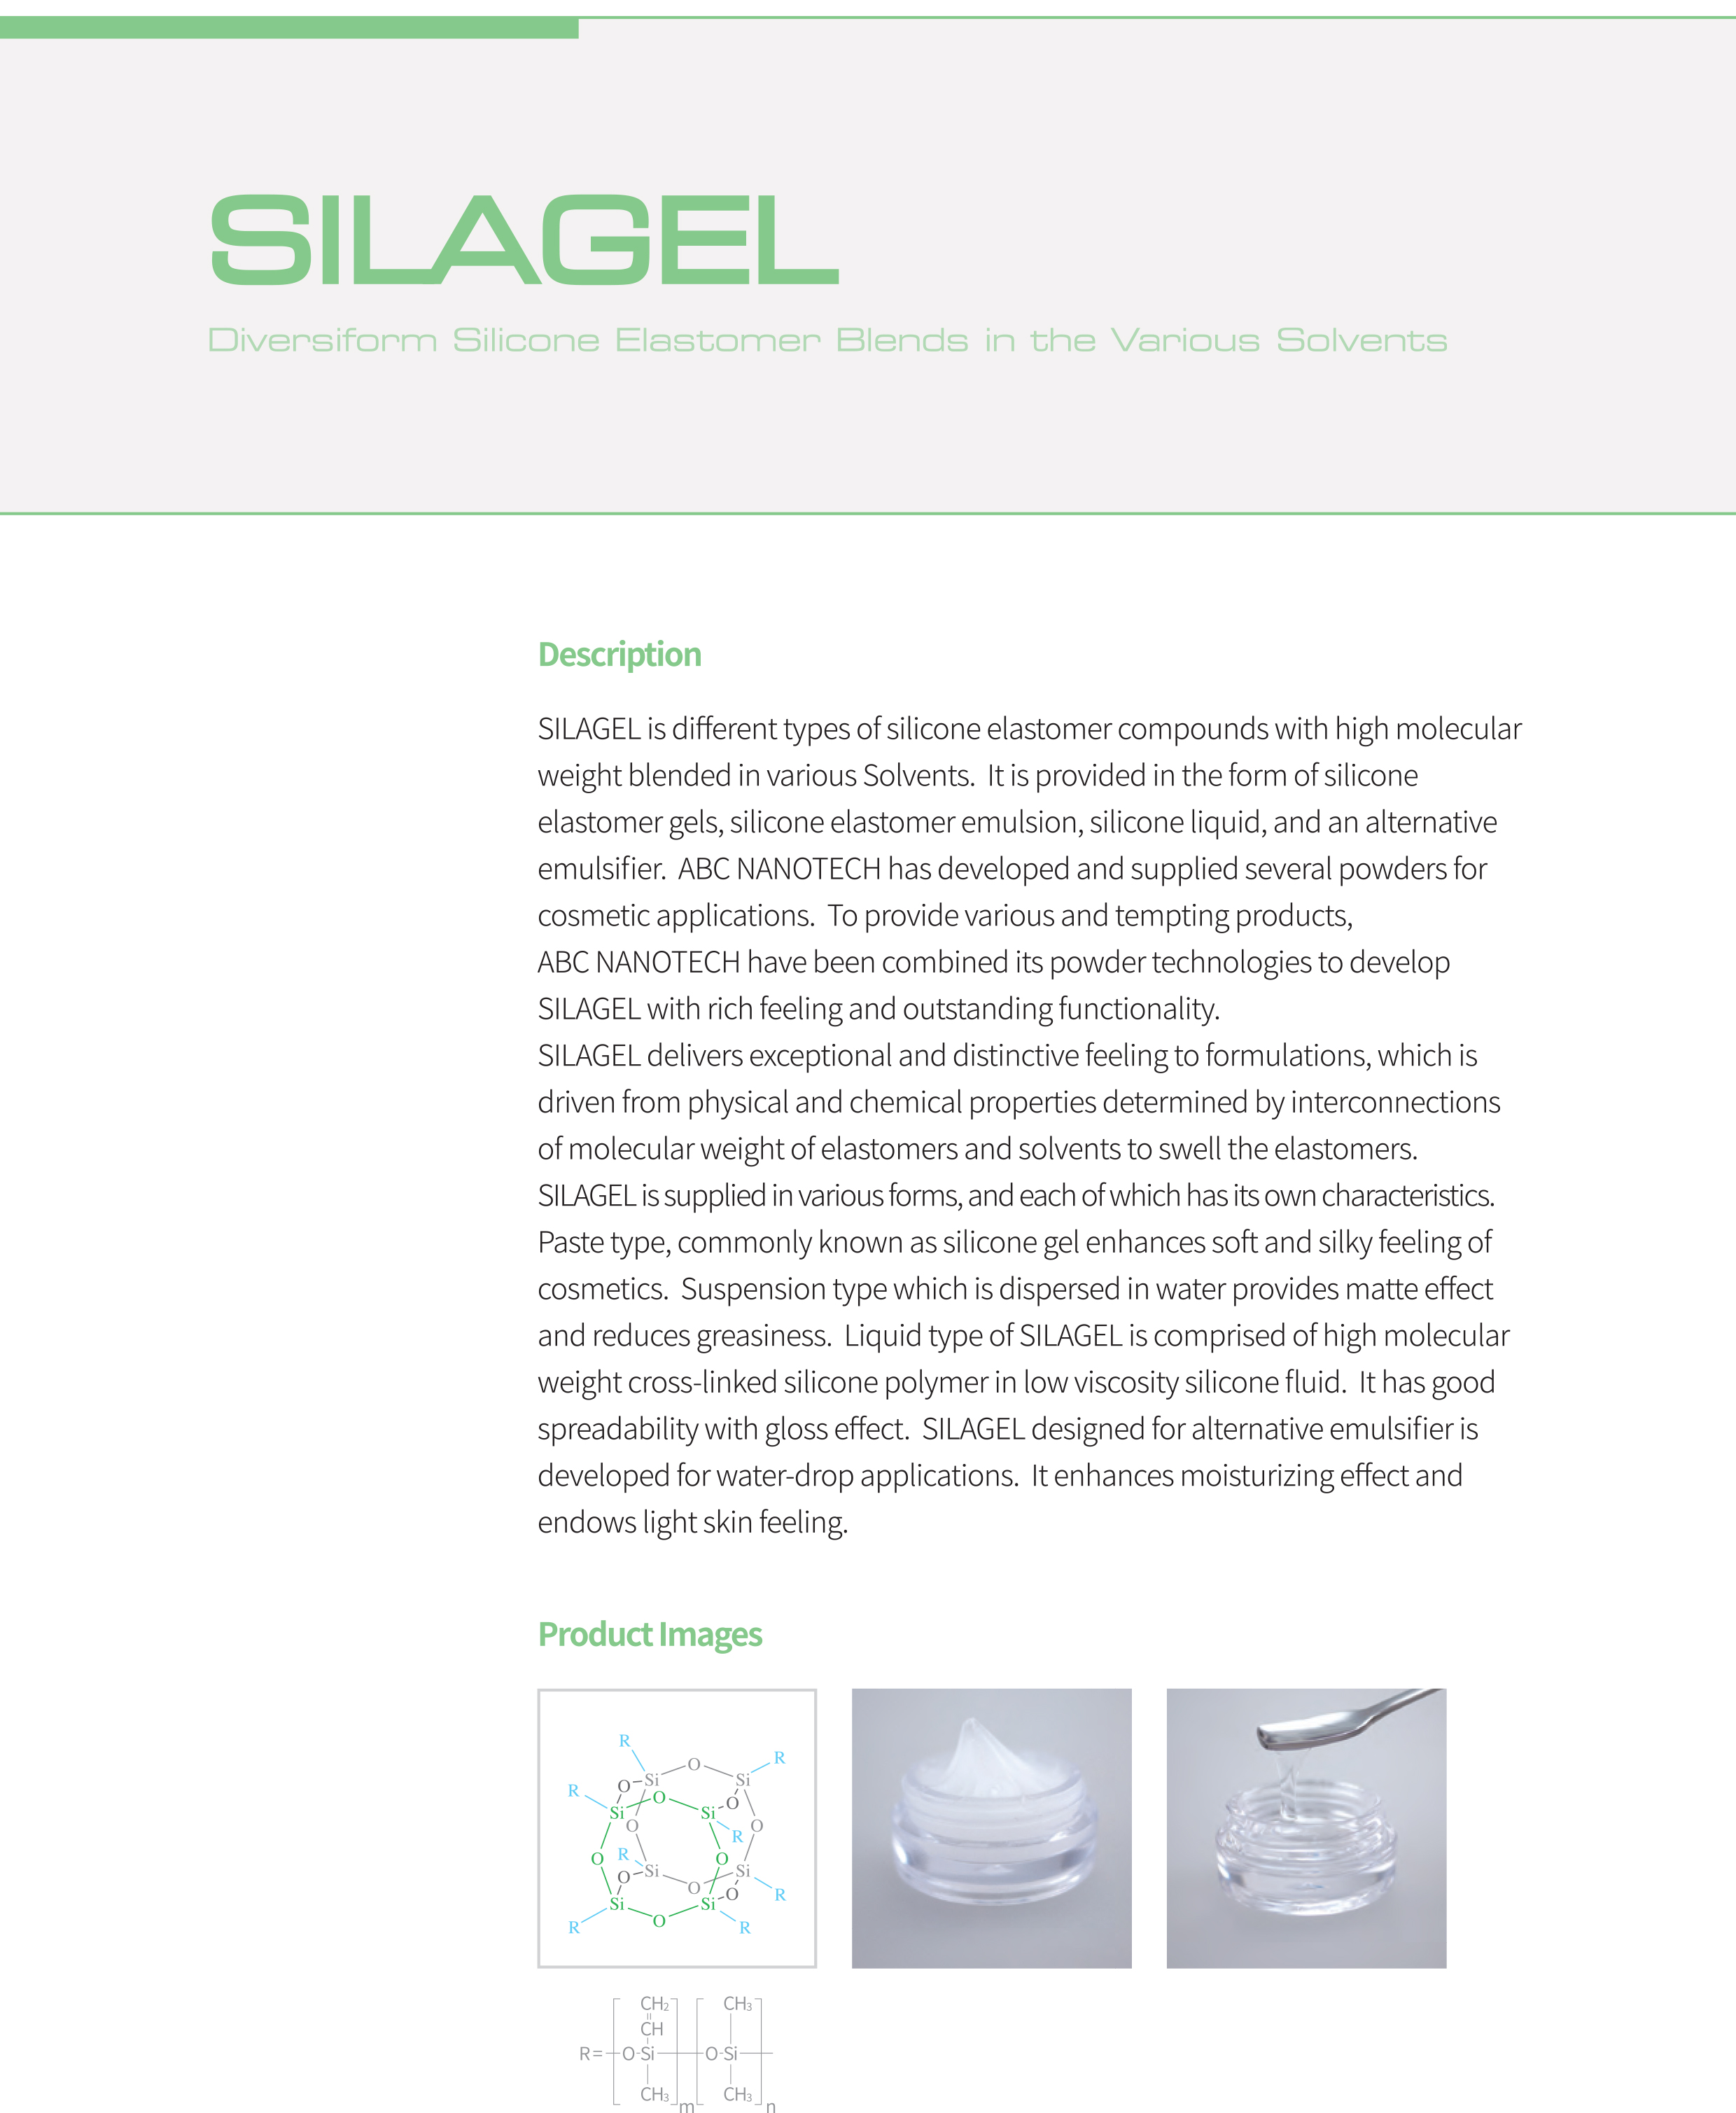 SILAGEL
Diversiform Silicone Elastomer Blends in the Various Solvents
Description
SILAGEL is different types of silicone elastomer compounds with high molecular
weight blended in various Solvents.  It is provided in the form of silicone
elastomer gels, silicone elastomer emulsion, silicone liquid, and an alternative
emulsifier.  ABC NANOTECH has developed and supplied several powders for
cosmetic applications.  To provide various and tempting products,
ABC NANOTECH have been combined its powder technologies to develop
SILAGEL with rich feeling and outstanding functionality.
SILAGEL delivers exceptional and distinctive feeling to formulations, which is
driven from physical and chemical properties determined by interconnections
of molecular weight of elastomers and solvents to swell the elastomers.
SILAGEL is supplied in various forms, and each of which has its own characteristics.
Paste type, commonly known as silicone gel enhances soft and silky feeling of
cosmetics.  Suspension type which is dispersed in water provides matte effect
and reduces greasiness.  Liquid type of SILAGEL is comprised of high molecular
weight cross-linked silicone polymer in low viscosity silicone fluid.  It has good
spreadability with gloss effect.  SILAGEL designed for alternative emulsifier is
developed for water-drop applications.  It enhances moisturizing effect and
endows light skin feeling.
Product Images
R
O R
O Si Si
R O O
Si Si
O O
R
R
O O
Si Si
O O O
R
Si Si
O
R R
CH₂ CH₃
CH
R= O-Si O-Si
CH₃ CH₃
m n